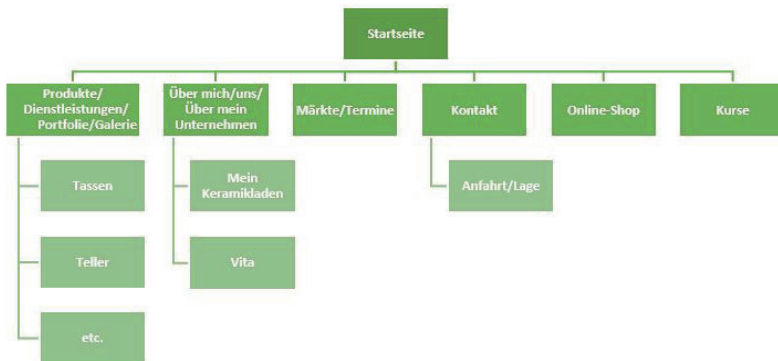 Startseite
Produkte/
Dienstleistungen/
Portfolie/Galerie
Über mich/uns/
Über mein
Unternehmen
Märkte/Termine
Kontakt
Online-Shop
Kurse
Tassen
Mein
Keramikladen
Anfahrt/Lage
Teller
Vita
etc.